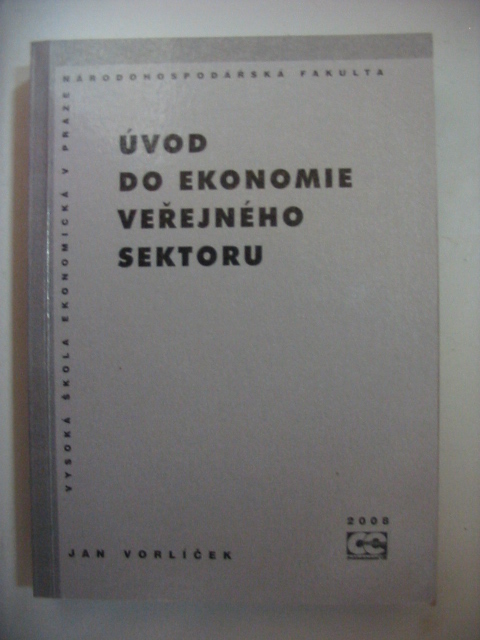 NÁRODOHOSPODÁŘSKÁ FAKULTA
VYSOKÁ ŠKOLA EKONOMICKÁ V PRAZE
ÚVOD
DO EKONOMIE
VEŘEJNÉHO
SEKTORU
2008
JAN VORLÍČEK